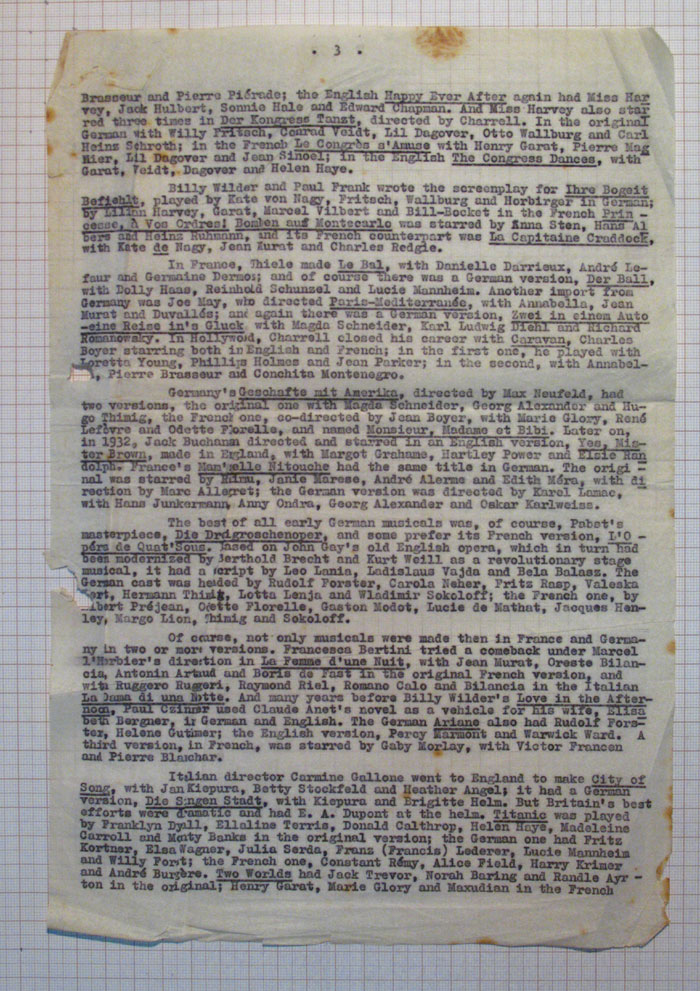 . 3 .
Brasseur and Pierre Piérade; the English Happy Ever After again had Miss Har
vey, Jack Hulbert, Sonnie Hale and Edward Chapman. And Miss Harvey also star
red three times in Der Kongress Tanzt, directed by Charrell. In the original
German with Willy Fritsch, Conrad Veidt, Lil Dagover, Otto Wallburg and Carl
Heinz Schroth; in the French Le Congrès s'Amuse with Henry Garat, Pierre Mag
Nier, Lil Dagover and Jean Sinoel; in the English The Congress Dances, with
Garat, Veidt, Dagover and Helen Haye.
Billy Wilder and Paul Frank wrote the screenplay for Ihre Bogeit
Befiehlt, played by Kate von Nagy, Fritsch, Wallburg and Horbirger in German;
by Lilian Harvey, Garat, Marcel Vilbert and Bill-Bocket in the French Prin -
cesse, à Vos Ordres! Bomben auf Montecarlo was starred by Anna Sten, Hans Al
bers and Heinz Ruhmann, and its French counterpart was La Capitaine Craddock,
with Kate de Nagy, Jean Murat and Charles Redgie.
In France, Thiele made Le Bal, with Danielle Darrieux, André Le-
faur and Germaine Dermoz; and of course there was a German version, Der Ball,
with Dolly Haas, Reinhold Schunzel and Lucie Mannheim. Another import from
Germany was Joe May, who directed Paris-Mediterranée, with Annabella, Jean
Murat and Duvallés; and again there was a German version, Zwei in einem Auto
-eine Reise in's Gluck with Magda Schneider, Karl Ludwig Diehl and Richard
Romanowsky. In Hollywood, Charrell closed his career with Caravan, Charles
Boyer starring both in English and French; in the first one, he played with
Loretta Young, Phillips Holmes and Jean Parker; in the second, with Annabel-
, Pierre Brasseur and Conchita Montenegro.
Germany's Geschafte mit Amerika, directed by Max Neufeld, had
two versions, the original one with Magda Schneider, Georg Alexander and Hu-
go Thimig, the French one, co-directed by Jean Boyer, with Marie Glory, René
Lefèvre and Odette Florelle, and named Monsieur, Madame et Bibi. Later on,
in 1932, Jack Buchanan directed and starred in an English version, Yes, Mis-
ter Brown, made in England, with Margot Grahame, Hartley Power and Elsie Ran
dolph. France's Mam'zelle Nitouche had the same title in German. The origi -
nal was starred by Raimu, Janie Marese, André Alerme and Edith Méra, with di
rection by Marc Allegret; the German version was directed by Karel Lamac,
with Hans Junkermann, Anny Ondra, Georg Alexander and Oskar Karlweiss.
The best of all early German musicals was, of course, Pabst's
masterpiece, Die Dreigroschenoper, and some prefer its French version, L'O -
péra de Quat'Sous. Based on John Gay's old English opera, which in turn had
been modernized by Berthold Brecht and Kurt Weill as a revolutionary stage
musical, it had a script by Leo Lania, Ladislaus Vajda and Bela Balasz. The
German cast was headed by Rudolf Forster, Carola Neher, Fritz Rasp, Valeska
Gert, Hermann Thimig, Lotta Lenja and Wladimir Sokoloff; the French one, by
Albert Préjean, Odette Florelle, Gaston Modot, Lucie de Mathat, Jacques Hen-
ley, Margo Lion, Thimig and Sokoloff.
Of course, not only musicals were made then in France and Germa-
ny in two or more versions. Francesca Bertini tried a comeback under Marcel
l'Herbier's direction in La Femme d'une Nuit, with Jean Murat, Oreste Bilan-
cia, Antonin Artaud and Boris de Fast in the original French version, and
with Ruggero Ruggeri, Raymond Riel, Romano Calo and Bilancia in the Italian
La Dama di una Notte. And many years before Billy Wilder's Love in the After-
noon, Paul Czinner used Claude Anet's novel as a vehicle for his wife, Elisa
beth Bergner, in German and English. The German Ariane also had Rudolf Fors-
ter, Helene Gutimer; the English version, Percy Marmont and Warwick Ward. A
third version, in French, was starred by Gaby Morlay, with Victor Francen
and Pierre Blanchar.
Italian director Carmine Gallone went to England to make City of
Song, with Jan Kiepura, Betty Stockfeld and Heather Angel; it had a German
version, Die Singen Stadt, with Kiepura and Brigitte Helm. But Britain's best
efforts were dramatic and had E. A. Dupont at the helm. Titanic was played
by Franklyn Dyall, Ellaline Terris, Donald Calthrop, Helen Haye, Madeleine
Carroll and Monty Banks in the original version; the German one had Fritz
Kortner, Elsa Wagner, Julia Serda, Franz (Francis) Lederer, Lucie Mannheim
and Willy Forst; the French one, Constant Rémy, Alice Field, Harry Krimer
and André Burgère. Two Worlds had Jack Trevor, Norah Baring and Randle Ayr -
ton in the original; Henry Garat, Marie Glory and Maxudian in the French